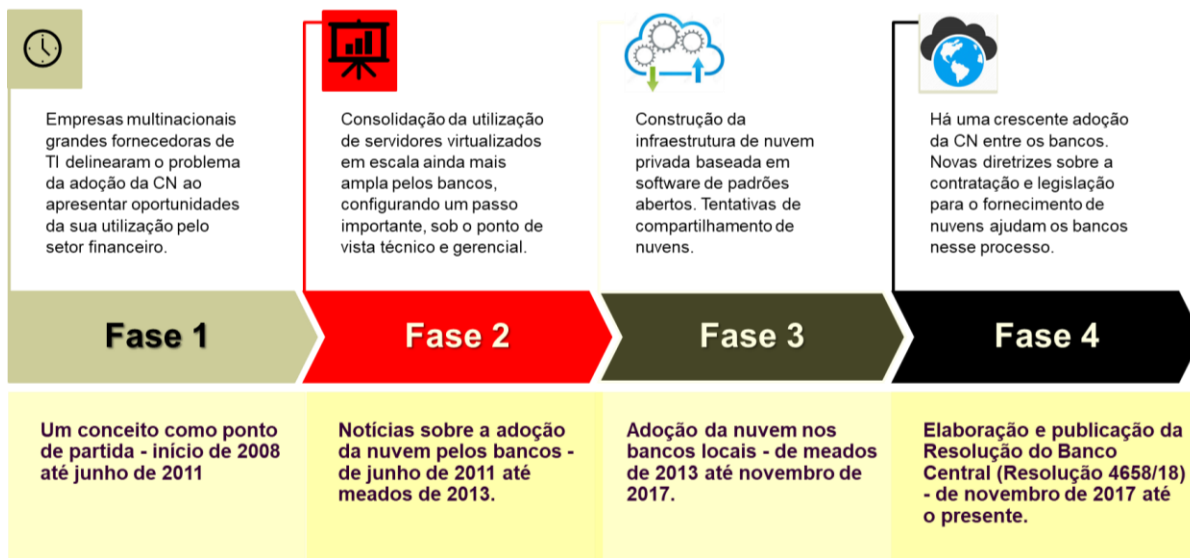 Empresas multinacionais
grandes fornecedoras de
TI delinearam o problema
da adoção da CN ao
apresentar oportunidades
da sua utilização pelo
setor financeiro.
Consolidação da utilização
de servidores virtualizados
em escala ainda mais
ampla pelos bancos,
configurando um passo
importante, sob o ponto de
vista técnico e gerencial.
Construção da
infraestrutura de nuvem
privada baseada em
software de padrões
abertos. Tentativas de
compartilhamento de
nuvens.
Há uma crescente adoção
da CN entre os bancos.
Novas diretrizes sobre a
contratação e legislação
para o fornecimento de
nuvens ajudam os bancos
nesse processo.
Fase 1
Fase 2
Fase 3
Fase 4
Um conceito como ponto
de partida - início de 2008
até junho de 2011
Notícias sobre a adoção
da nuvem pelos bancos -
de junho de 2011 até
meados de 2013.
Adoção da nuvem nos
bancos locais - de meados
de 2013 até novembro de
2017.
Elaboração e publicação da
Resolução do Banco
Central (Resolução 4658/18)
- de novembro de 2017 até
o presente.